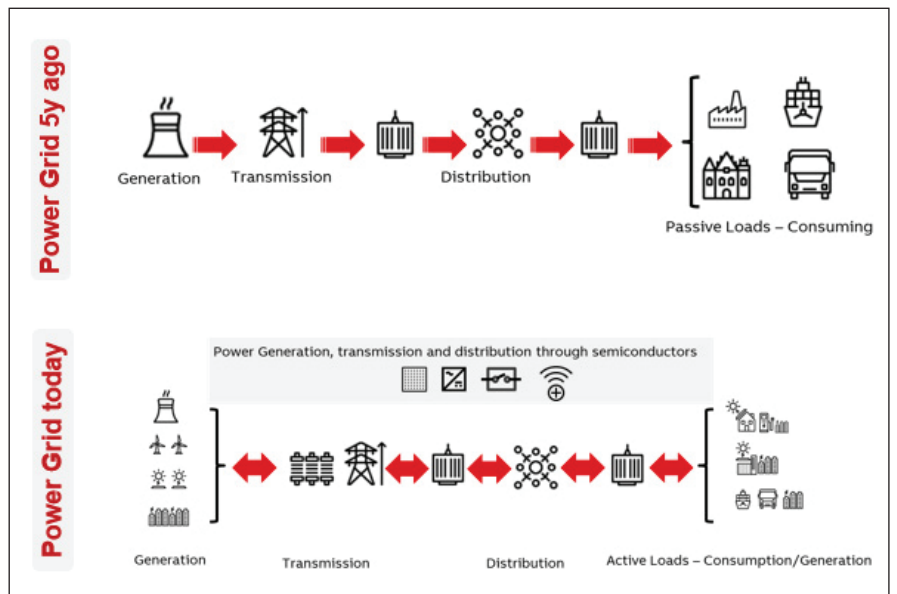 Power Grid 5y ago
Generation
Transmission
Distribution
Passive Loads – Consuming
Power Grid today
Power Generation, transmission and distribution through semiconductors
Generation
Transmission
Distribution
Active Loads – Consumption/Generation